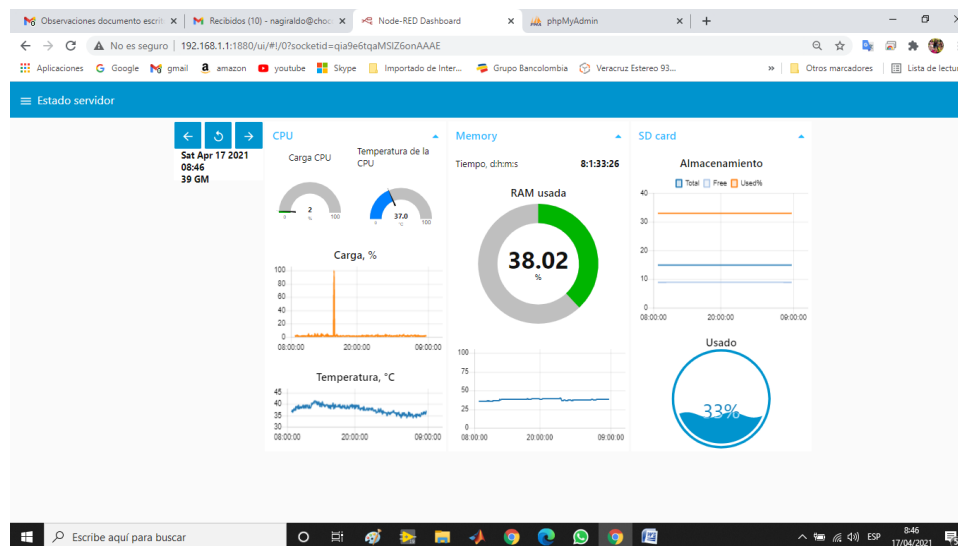 Observaciones documento escrit
Recibidos (10) - nagiraldo@choc
Node-RED Dashboard
phpMyAdmin
No es seguro
192.168.1.1:1880/ui/#!/0?socketid=qia9e6tqaMSIZ6onAAAE
Aplicaciones
Google
gmail
amazon
youtube
Skype
Importado de Inter...
Grupo Bancolombia
Veracruz Estereo 93...
»
Otros marcadores
Lista de lectu
Estado servidor
Sat Apr 17 2021
08:46
39 GM
CPU
Carga CPU
Temperatura de la
CPU
0
2
%
100
0
37.0
°C
100
Carga, %
100
80
60
40
20
0
08:00:00
20:00:00
09:00:00
Temperatura, °C
45
40
35
30
08:00:00
20:00:00
09:00:00
Memory
Tiempo, d:h:m:s
8:1:33:26
RAM usada
38.02
%
100
75
50
25
0
08:00:00
20:00:00
09:00:00
SD card
Almacenamiento
Total
Free
Used%
40
30
20
10
0
08:00:00
20:00:00
09:00:00
Usado
33%
Escribe aquí para buscar
ESP
8:46
17/04/2021